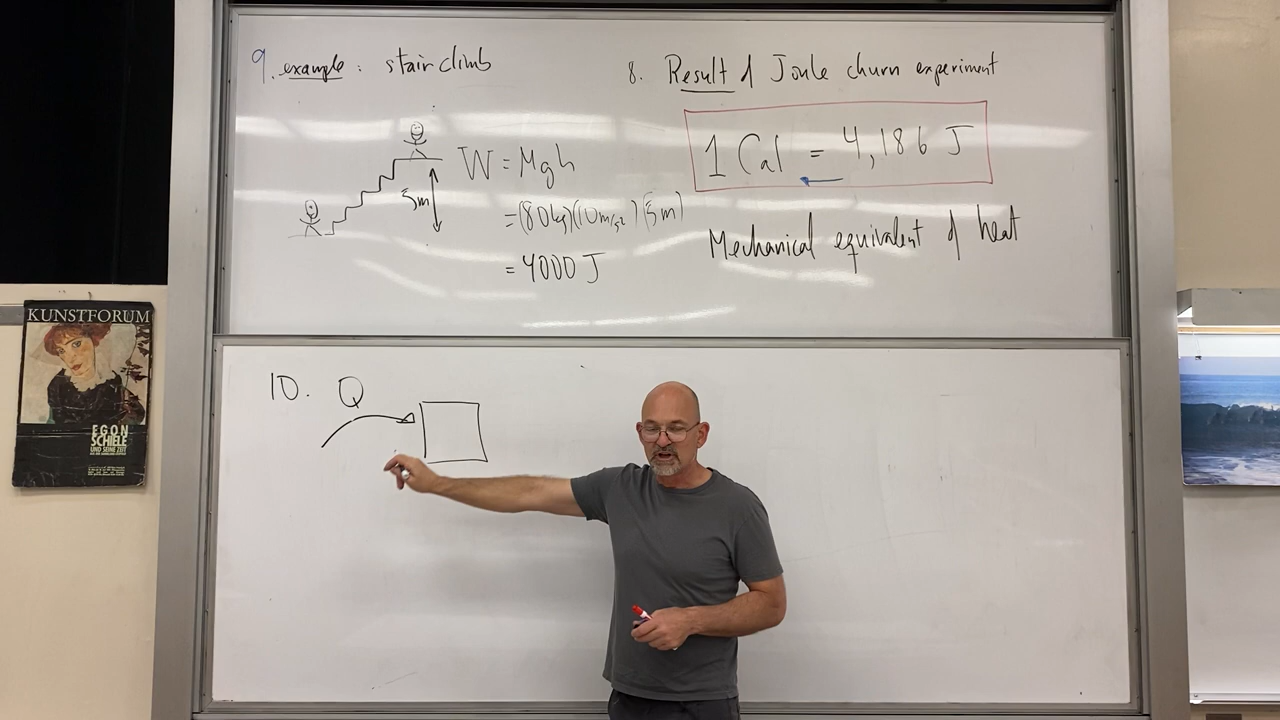 9. example : stair climb
5m
W = Mgh
= (80kg)(10m/s²)(5m)
= 4000 J
8. Result of Joule churn experiment
1 Cal = 4,186 J
Mechanical equivalent of heat
10. Q
KUNSTFORUM
EGON
SCHIELE
UND SEINE ZEIT